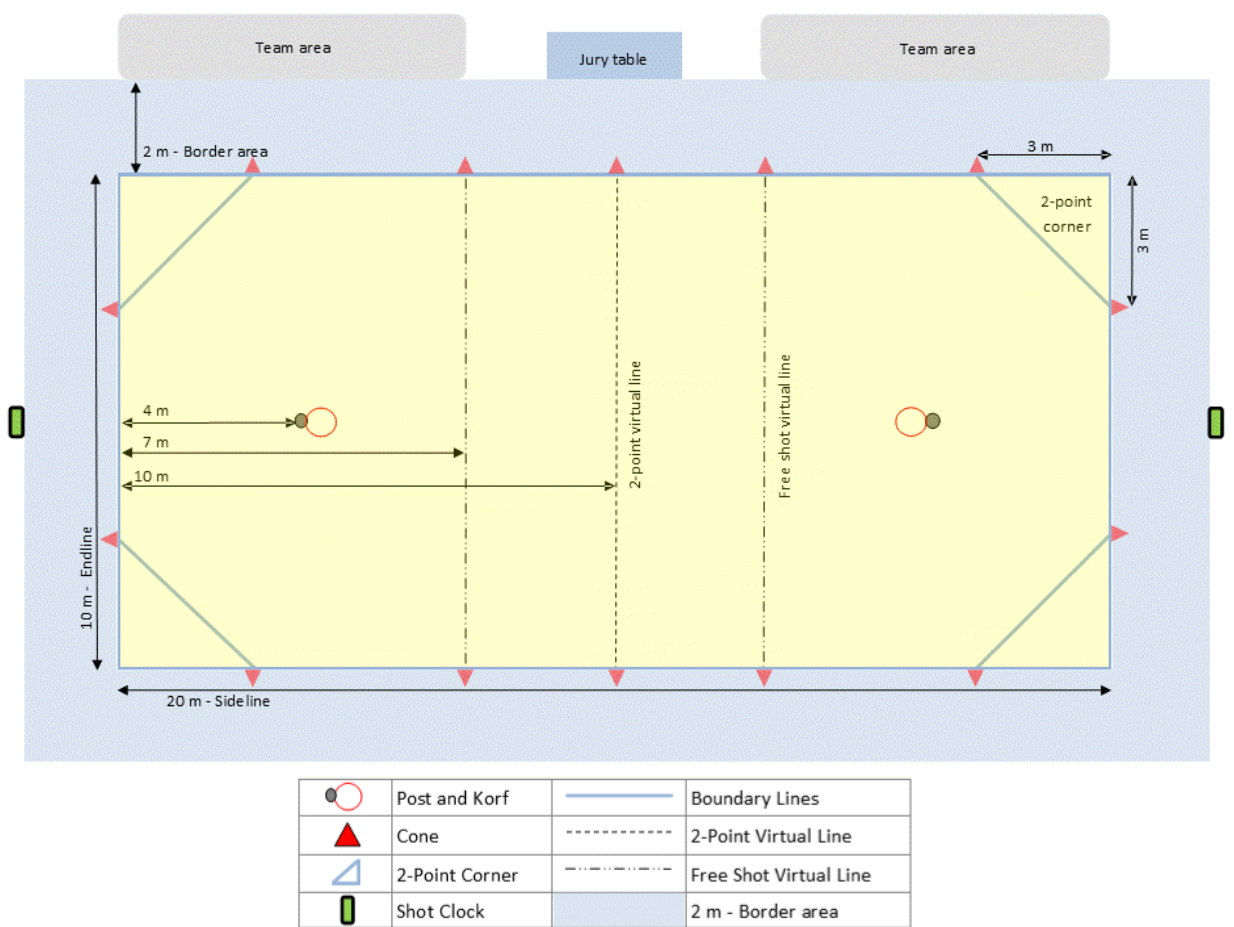 Team area
Jury table
Team area
2 m - Border area
3 m
2-point
corner
3 m
4 m
7 m
10 m
2-point virtual line
Free shot virtual line
10 m - Endline
20 m - Sideline
Post and Korf
Boundary Lines
Cone
2-Point Virtual Line
2-Point Corner
Free Shot Virtual Line
Shot Clock
2 m - Border area